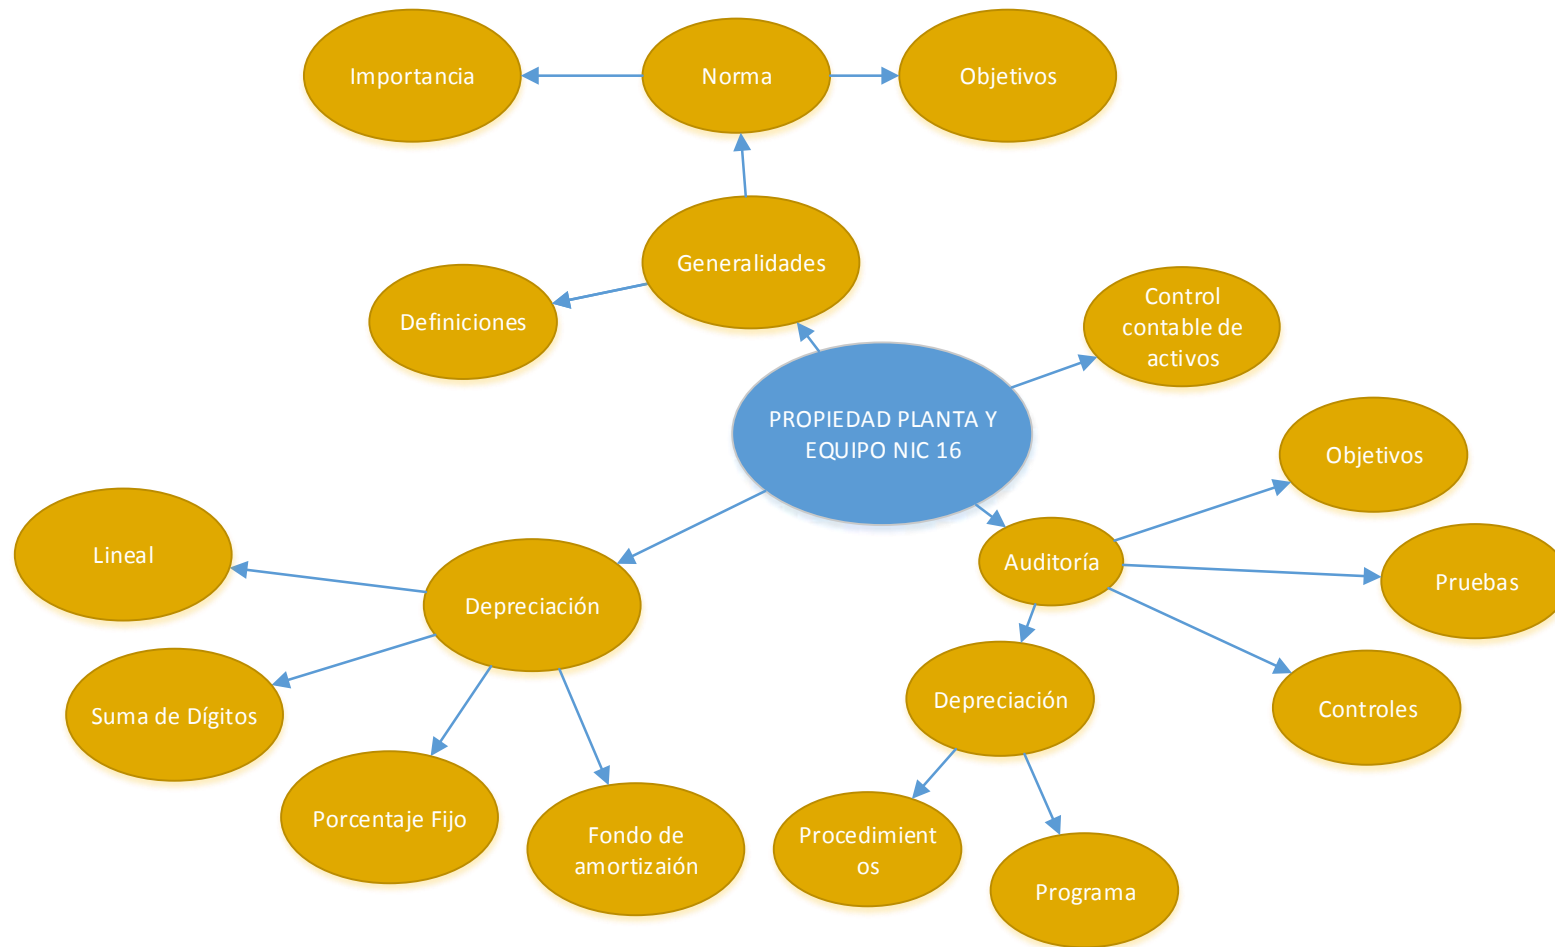 Importancia
Norma
Objetivos
Generalidades
Definiciones
Control
contable de
activos
PROPIEDAD PLANTA Y
EQUIPO NIC 16
Objetivos
Lineal
Auditoría
Pruebas
Depreciación
Suma de Dígitos
Depreciación
Controles
Porcentaje Fijo
Fondo de
amortizaión
Procedimient
os
Programa